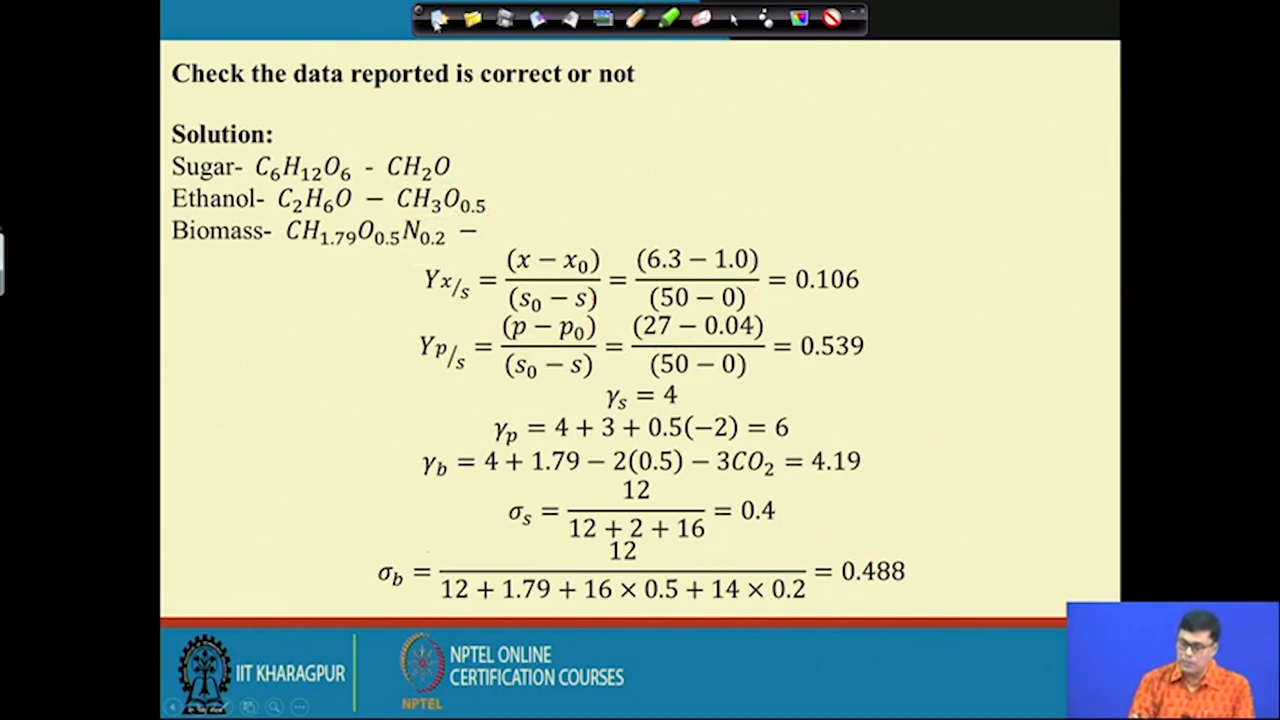 Check the data reported is correct or not
Solution:
Sugar- C₆H₁₂O₆ - CH₂O
Ethanol- C₂H₆O − CH₃O₀.₅
Biomass- CH₁.₇₉O₀.₅N₀.₂ −
Yx/s = (x − x₀)/(s₀ − s) = (6.3 − 1.0)/(50 − 0) = 0.106
Yp/s = (p − p₀)/(s₀ − s) = (27 − 0.04)/(50 − 0) = 0.539
γₛ = 4
γₚ = 4 + 3 + 0.5(−2) = 6
γ_b = 4 + 1.79 − 2(0.5) − 3CO₂ = 4.19
σₛ = 12/(12 + 2 + 16) = 0.4
σ_b = 12/(12 + 1.79 + 16 × 0.5 + 14 × 0.2) = 0.488
IIT KHARAGPUR
NPTEL ONLINE
CERTIFICATION COURSES
NPTEL